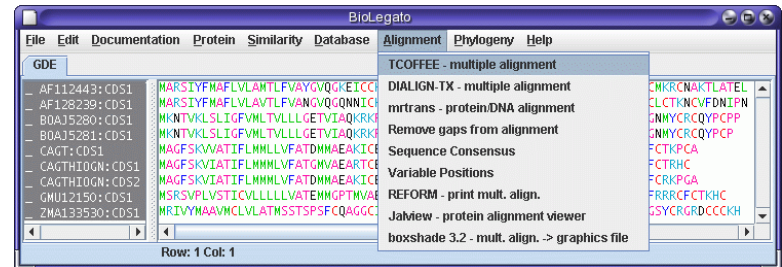 BioLegato
File Edit Documentation Protein Similarity Database Alignment Phylogeny Help
GDE
TCOFFEE - multiple alignment
DIALIGN-TX - multiple alignment
mrtrans - protein/DNA alignment
Remove gaps from alignment
Sequence Consensus
Variable Positions
REFORM - print mult. align.
Jalview - protein alignment viewer
boxshade 3.2 - mult. align. -> graphics file
_ AF112443:CDS1 MARSIYFMAFLVLAMTLFVAYGVQGKEICC CMKRCNAKTLATEL
_ AF128239:CDS1 MARSIYFMAFLVLAVTLFVANGVQGQNNIC CLCTKNCVFDNIPN
_ BOAJ5280:CDS1 MKNTVKLSLIGFVMLTVLLLGETVIAQKRK GNMYCRCQYPCPP
_ BOAJ5281:CDS1 MKNTVKLSLIGFVMLTVLLLGETVIAQKRK GNMYCRCQYPCP
_ CAGT:CDS1 MAGFSKVVATIFLMMLLVFATDMMAEAKIC FCTKPCA
_ CAGTHIOGN:CDS1 MAGFSKVIATIFLMMMLVFATGMVAEARTC FCTRHC
_ CAGTHIOGN:CDS2 MAGFSKVIATIFLMMMLVFATDMMAEAKIC FCRKPGA
_ GMU12150:CDS1 MSRSVPLVSTICVLLLLLVATEMMGPTMVA FRRRCFCTKHC
_ ZMA133530:CDS1 MRIVYMAAVMCLVLATMSSTSPSFCQAGGC GSYCRGRDCCCKH
Row: 1 Col: 1